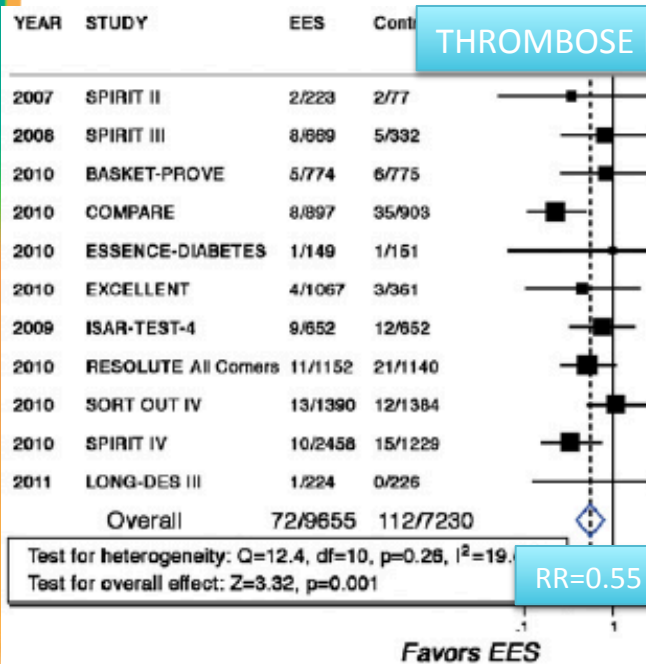 YEAR STUDY EES Contr
THROMBOSE
2007 SPIRIT II 2/223 2/77
2008 SPIRIT III 8/669 5/332
2010 BASKET-PROVE 5/774 6/775
2010 COMPARE 8/897 35/903
2010 ESSENCE-DIABETES 1/149 1/151
2010 EXCELLENT 4/1067 3/361
2009 ISAR-TEST-4 9/652 12/652
2010 RESOLUTE All Comers 11/1152 21/1140
2010 SORT OUT IV 13/1390 12/1384
2010 SPIRIT IV 10/2458 15/1229
2011 LONG-DES III 1/224 0/226
Overall 72/9655 112/7230
Test for heterogeneity: Q=12.4, df=10, p=0.26, I²=19.
Test for overall effect: Z=3.32, p=0.001
RR=0.55
.1 1
Favors EES